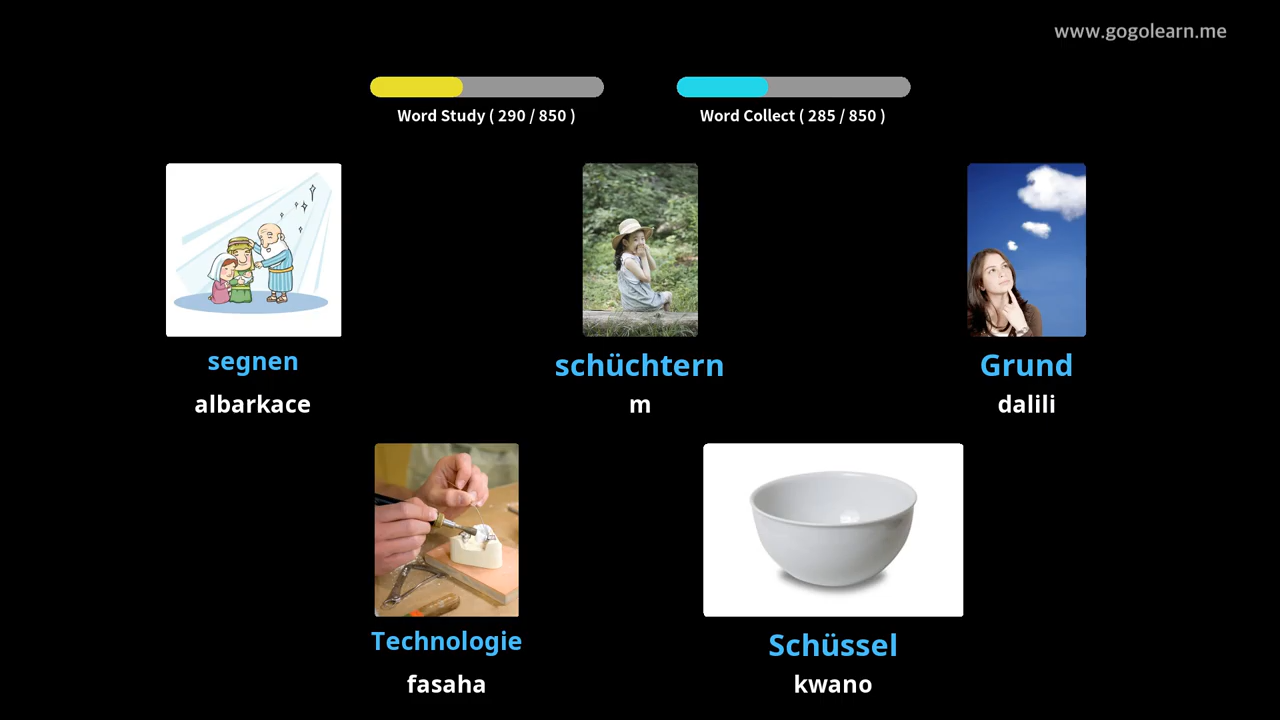 www.gogolearn.me
Word Study ( 290 / 850 )
Word Collect ( 285 / 850 )
segnen
schüchtern
Grund
albarkace
m
dalili
Technologie
Schüssel
fasaha
kwano